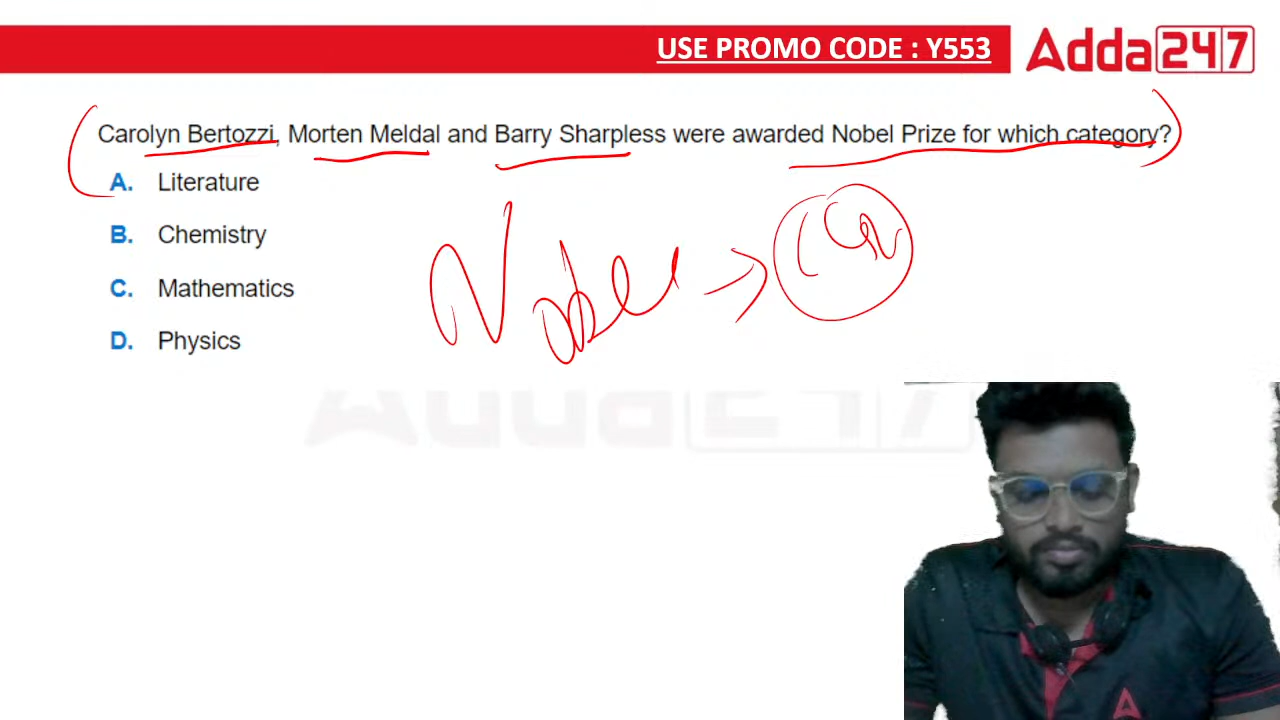 USE PROMO CODE : Y553
Adda247
Carolyn Bertozzi, Morten Meldal and Barry Sharpless were awarded Nobel Prize for which category?
A. Literature
B. Chemistry
C. Mathematics
D. Physics
Nobel →
Adda247